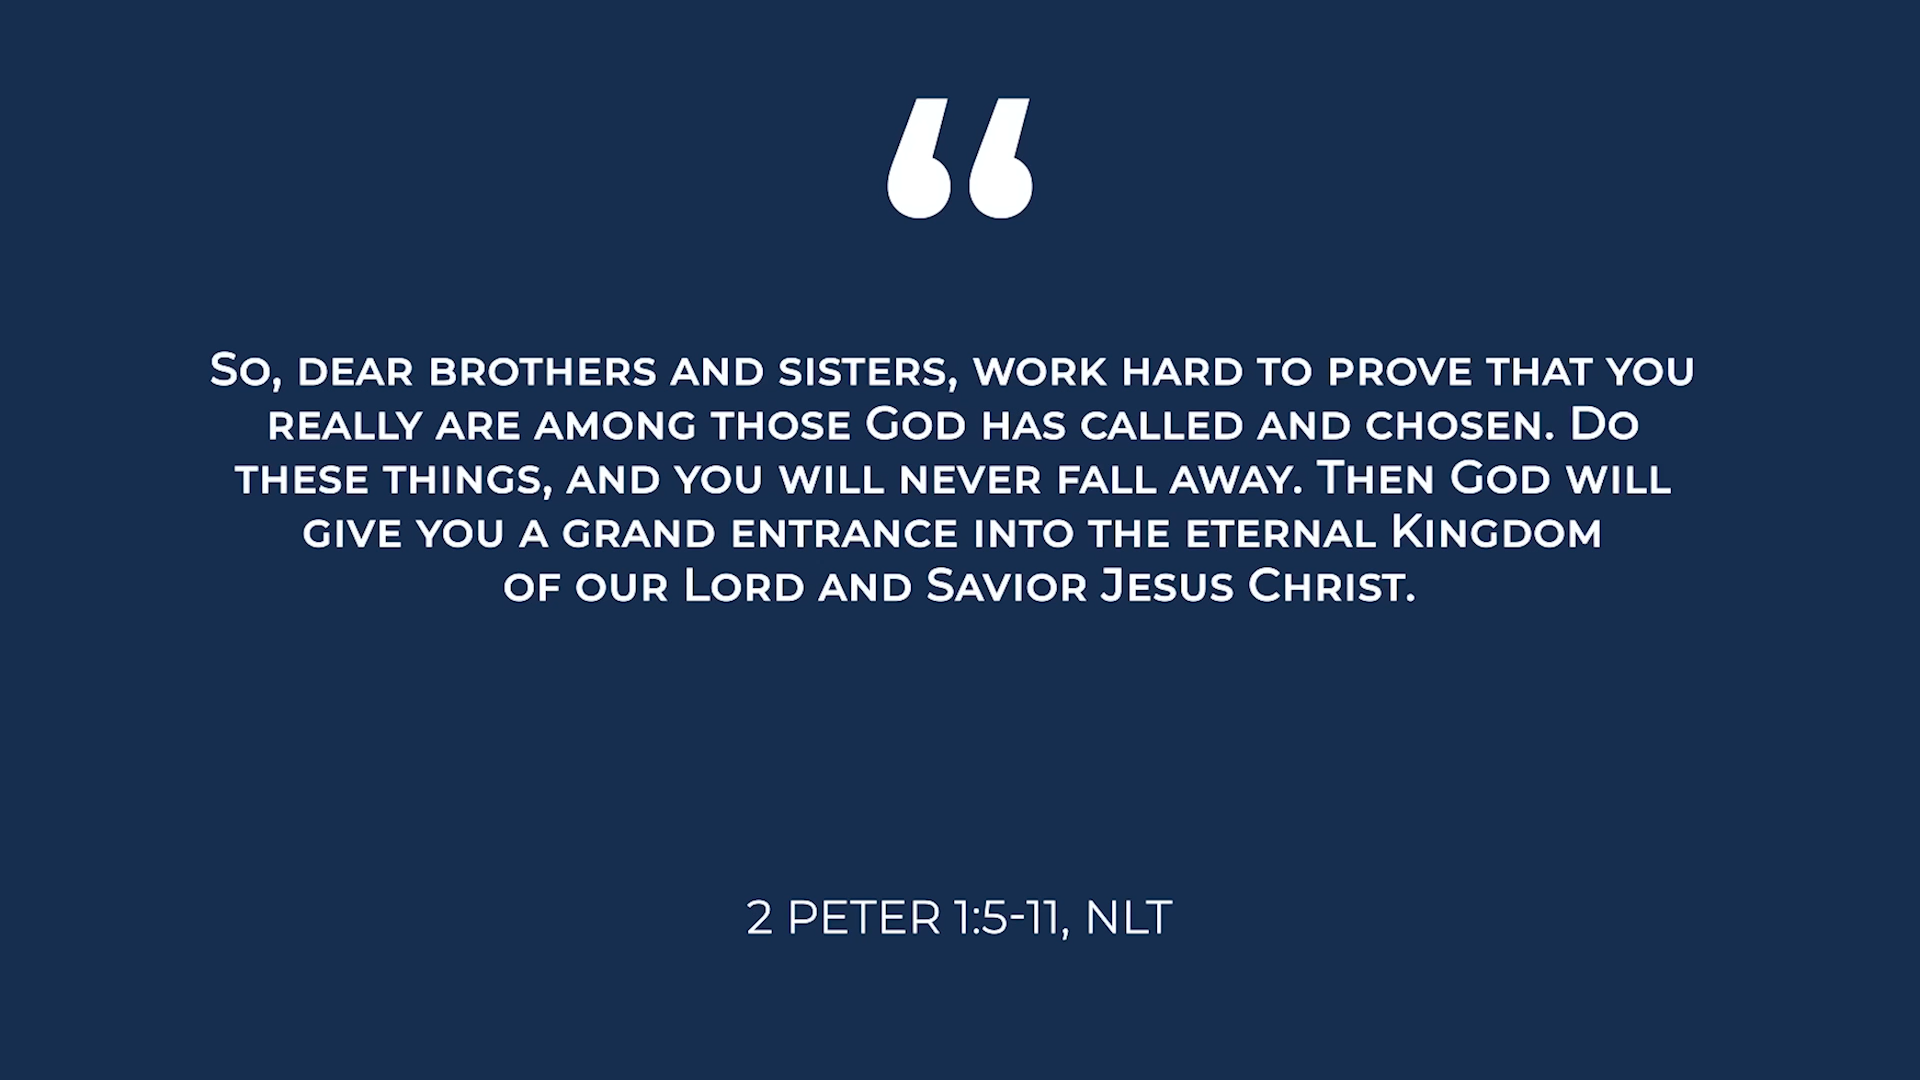 “
So, dear brothers and sisters, work hard to prove that you
really are among those God has called and chosen. Do
these things, and you will never fall away. Then God will
give you a grand entrance into the eternal Kingdom
of our Lord and Savior Jesus Christ.
2 PETER 1:5-11, NLT